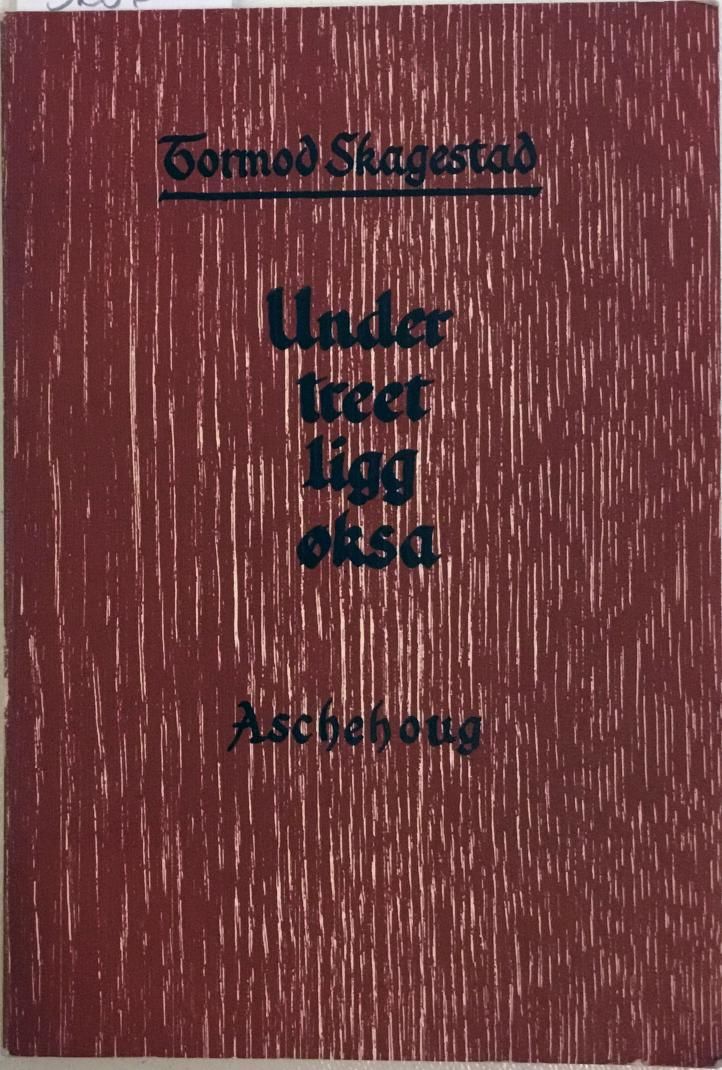 Tormod Skagestad
Under
treet
ligg
øksa
Aschehoug